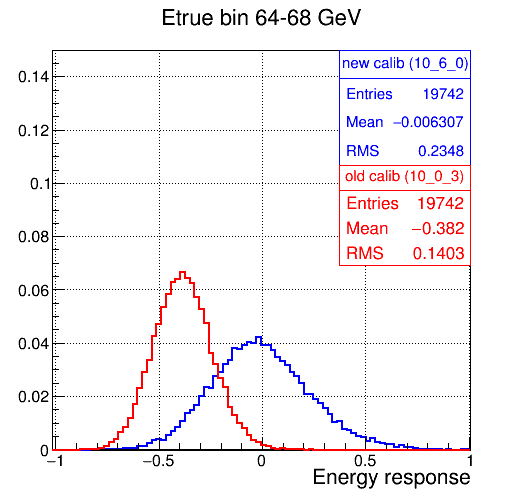 Etrue bin 64-68 GeV
new calib (10_6_0)
Entries 19742
Mean −0.006307
RMS 0.2348
old calib (10_0_3)
Entries 19742
Mean −0.382
RMS 0.1403
0.14
0.12
0.1
0.08
0.06
0.04
0.02
0
−1 −0.5 0 0.5 1
Energy response